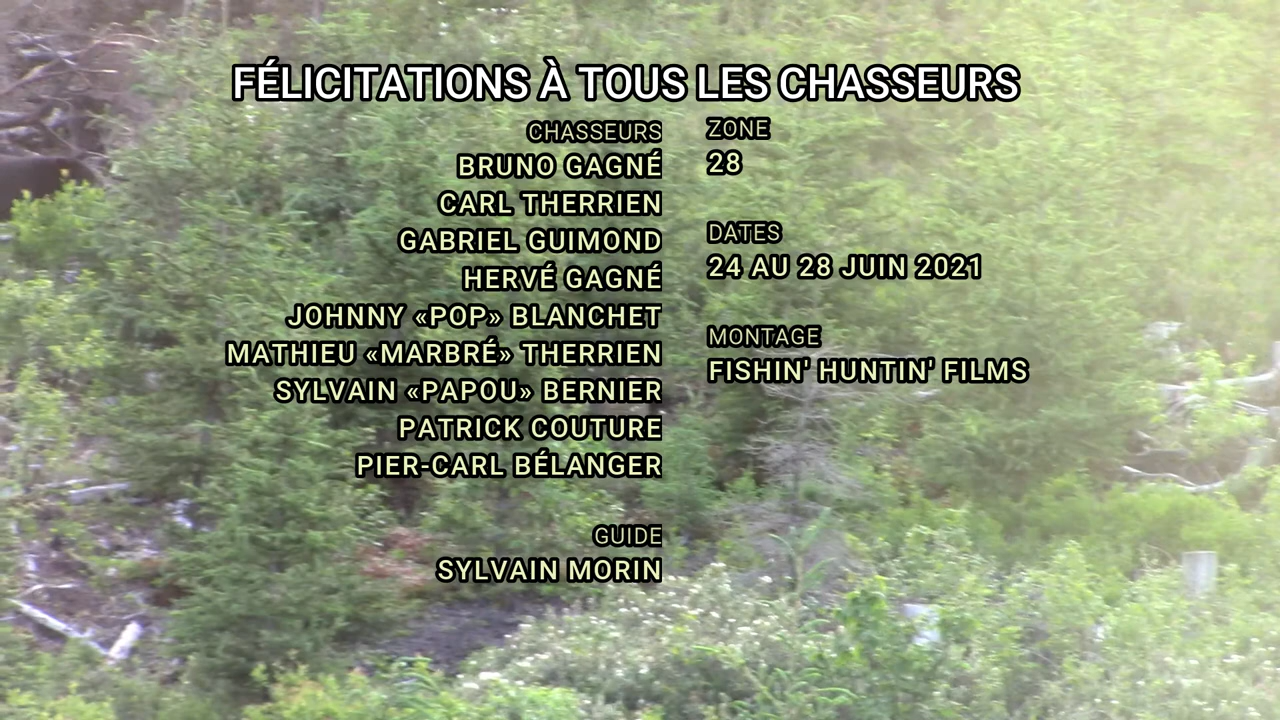 FÉLICITATIONS À TOUS LES CHASSEURS
CHASSEURS
BRUNO GAGNÉ
CARL THERRIEN
GABRIEL GUIMOND
HERVÉ GAGNÉ
JOHNNY «POP» BLANCHET
MATHIEU «MARBRÉ» THERRIEN
SYLVAIN «PAPOU» BERNIER
PATRICK COUTURE
PIER-CARL BÉLANGER
GUIDE
SYLVAIN MORIN
ZONE
28
DATES
24 AU 28 JUIN 2021
MONTAGE
FISHIN' HUNTIN' FILMS